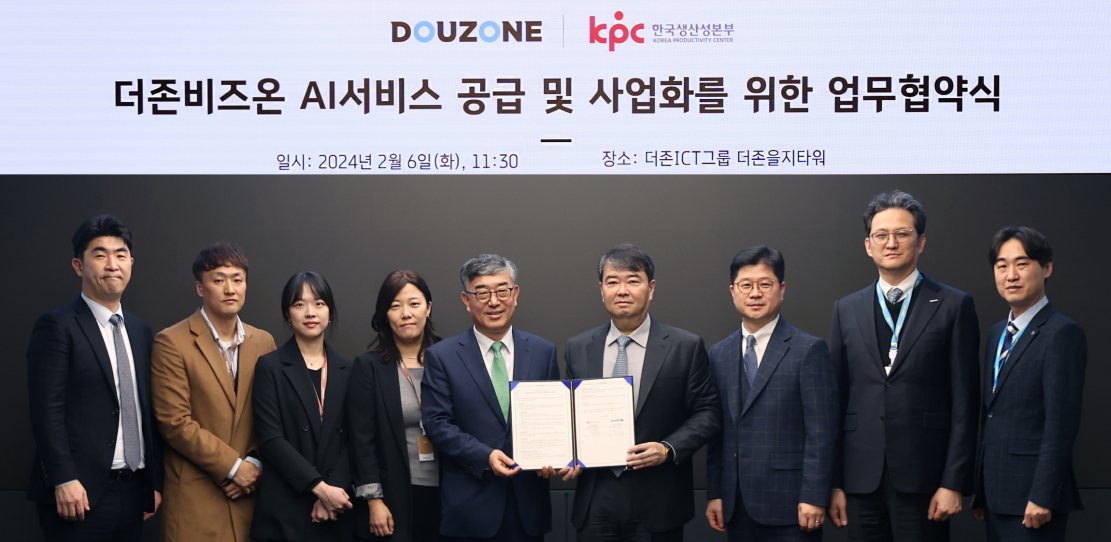 DOUZONE
kpc 한국생산성본부
KOREA PRODUCTIVITY CENTER
더존비즈온 AI서비스 공급 및 사업화를 위한 업무협약식
일시: 2024년 2월 6일(화), 11:30 장소: 더존ICT그룹 더존을지타워